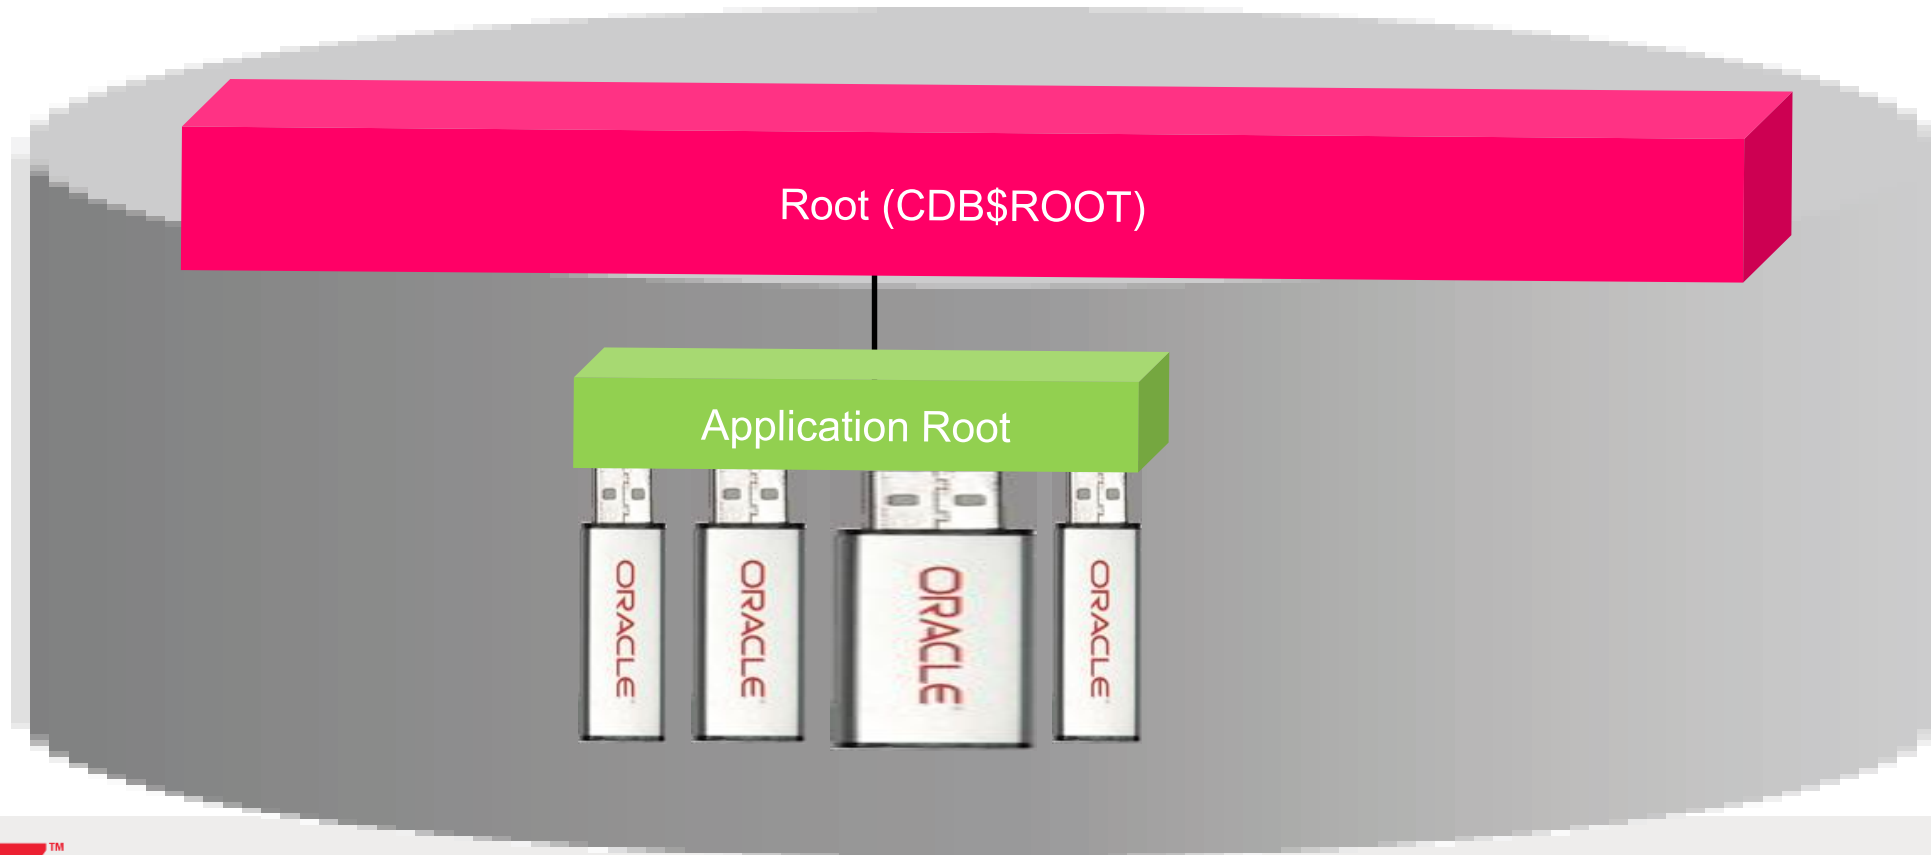 Root (CDB$ROOT)
Application Root
ORACLE
ORACLE
ORACLE
ORACLE
TM